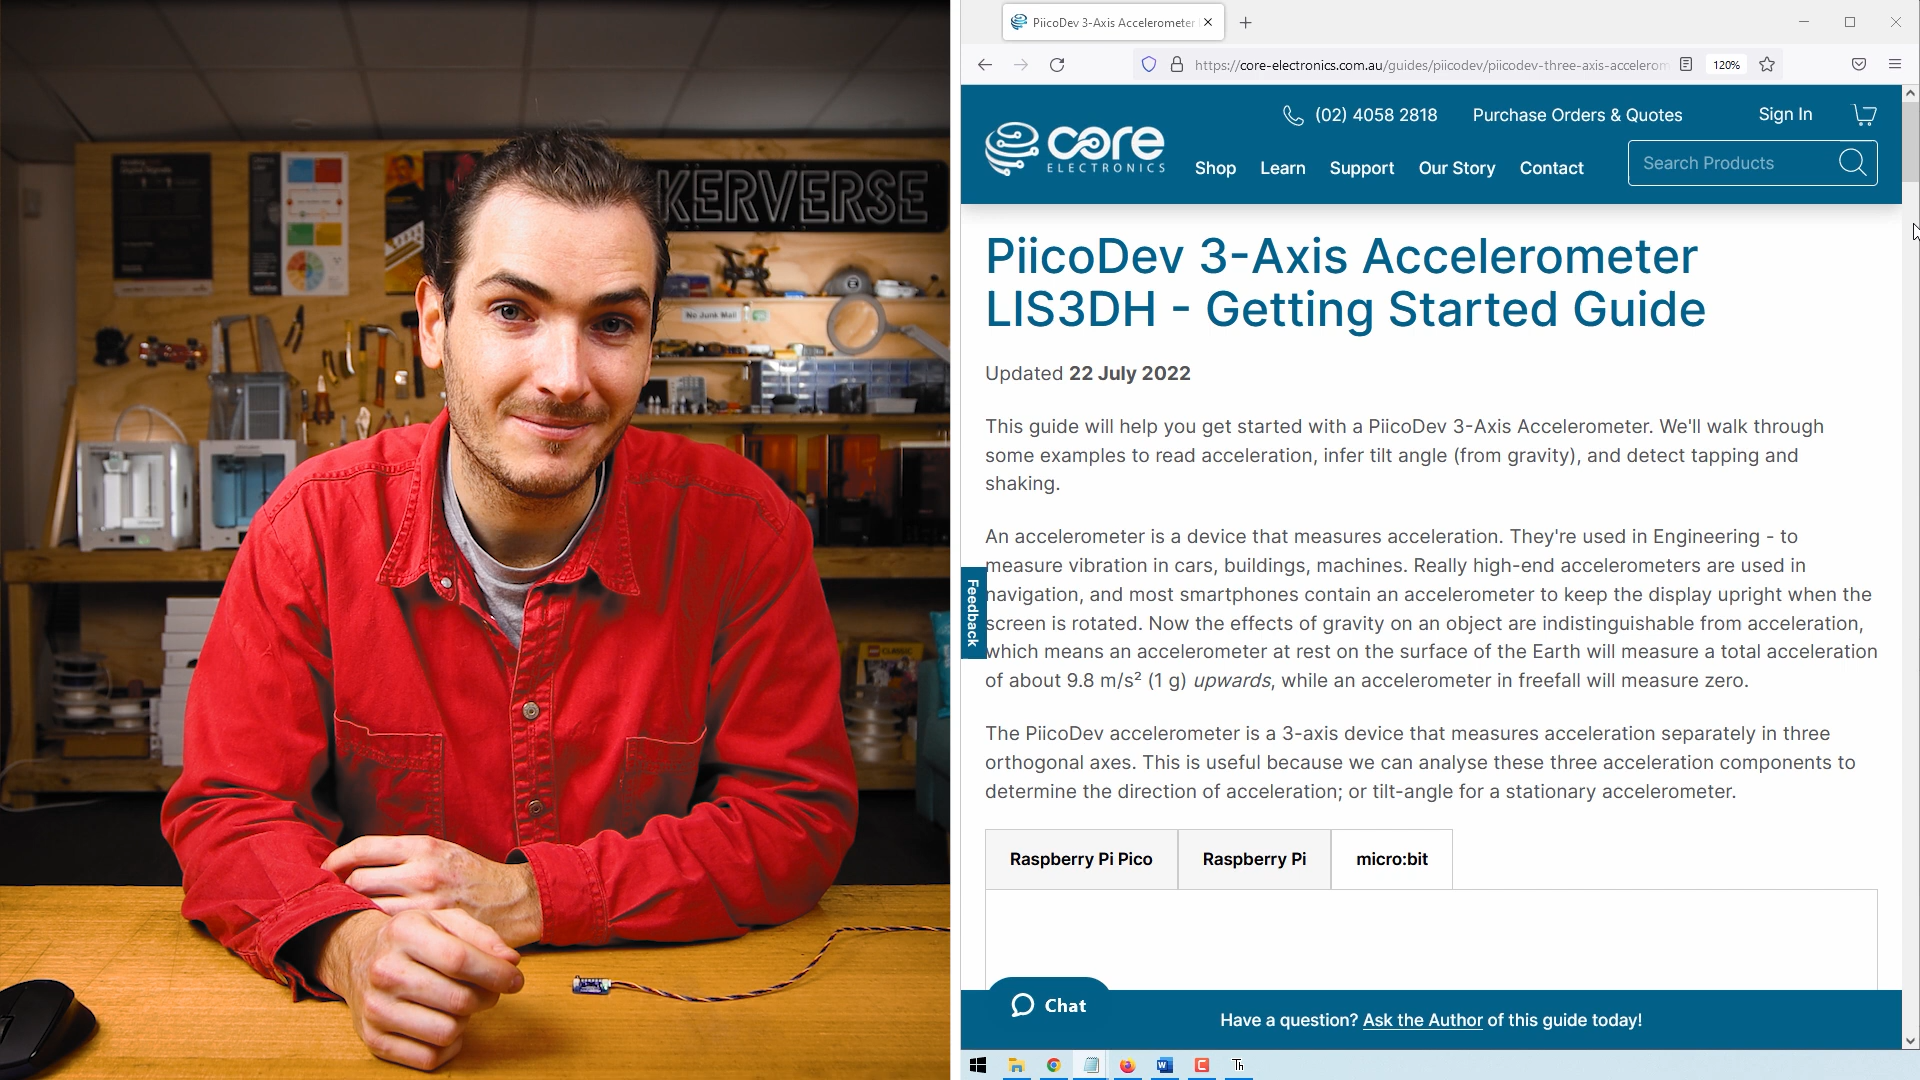 KERVERSE
No Junk Mail
CLASSIC
PiicoDev 3-Axis Accelerometer
https://core-electronics.com.au/guides/piicodev/piicodev-three-axis-accelerom
120%
(02) 4058 2818
Purchase Orders & Quotes
Sign In
core
ELECTRONICS
Shop
Learn
Support
Our Story
Contact
Search Products
PiicoDev 3-Axis Accelerometer
LIS3DH - Getting Started Guide
Updated 22 July 2022
This guide will help you get started with a PiicoDev 3-Axis Accelerometer. We'll walk through
some examples to read acceleration, infer tilt angle (from gravity), and detect tapping and
shaking.
An accelerometer is a device that measures acceleration. They're used in Engineering - to
measure vibration in cars, buildings, machines. Really high-end accelerometers are used in
navigation, and most smartphones contain an accelerometer to keep the display upright when the
screen is rotated. Now the effects of gravity on an object are indistinguishable from acceleration,
which means an accelerometer at rest on the surface of the Earth will measure a total acceleration
of about 9.8 m/s² (1 g) upwards, while an accelerometer in freefall will measure zero.
Feedback
The PiicoDev accelerometer is a 3-axis device that measures acceleration separately in three
orthogonal axes. This is useful because we can analyse these three acceleration components to
determine the direction of acceleration; or tilt-angle for a stationary accelerometer.
Raspberry Pi Pico
Raspberry Pi
micro:bit
Chat
Have a question? Ask the Author of this guide today!
Th